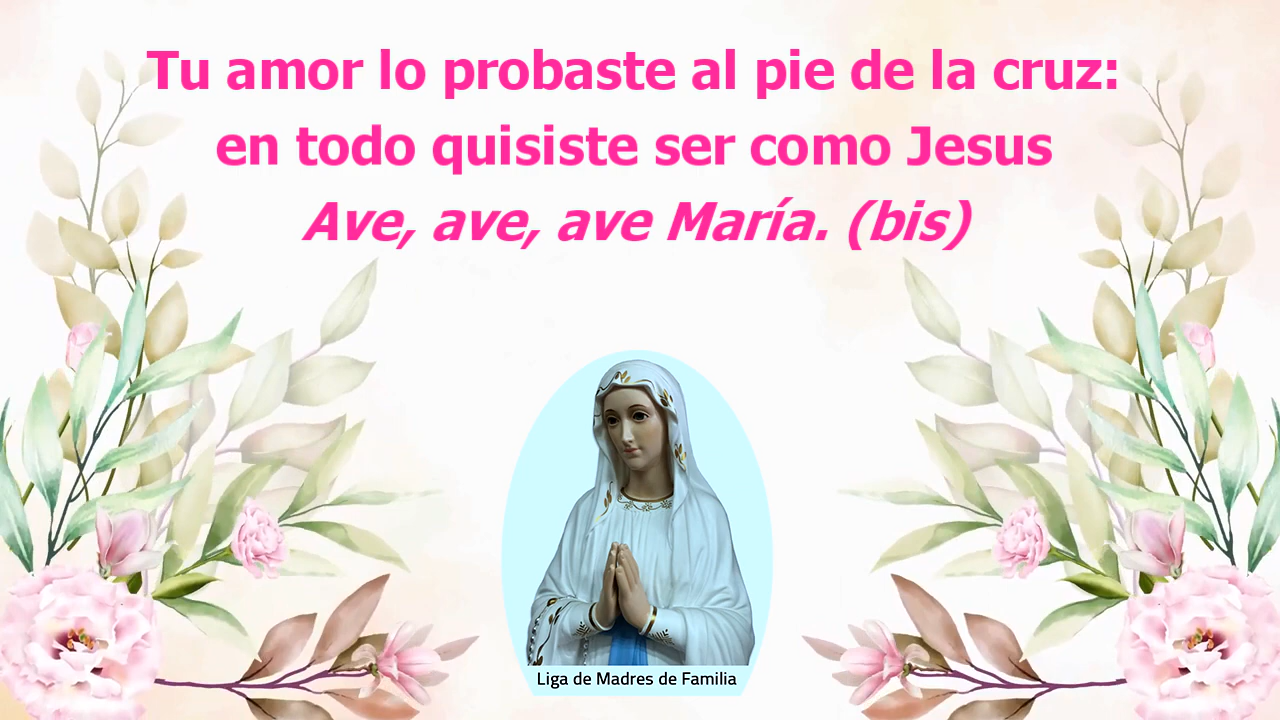 Tu amor lo probaste al pie de la cruz:
en todo quisiste ser como Jesus
Ave, ave, ave María. (bis)
Liga de Madres de Familia